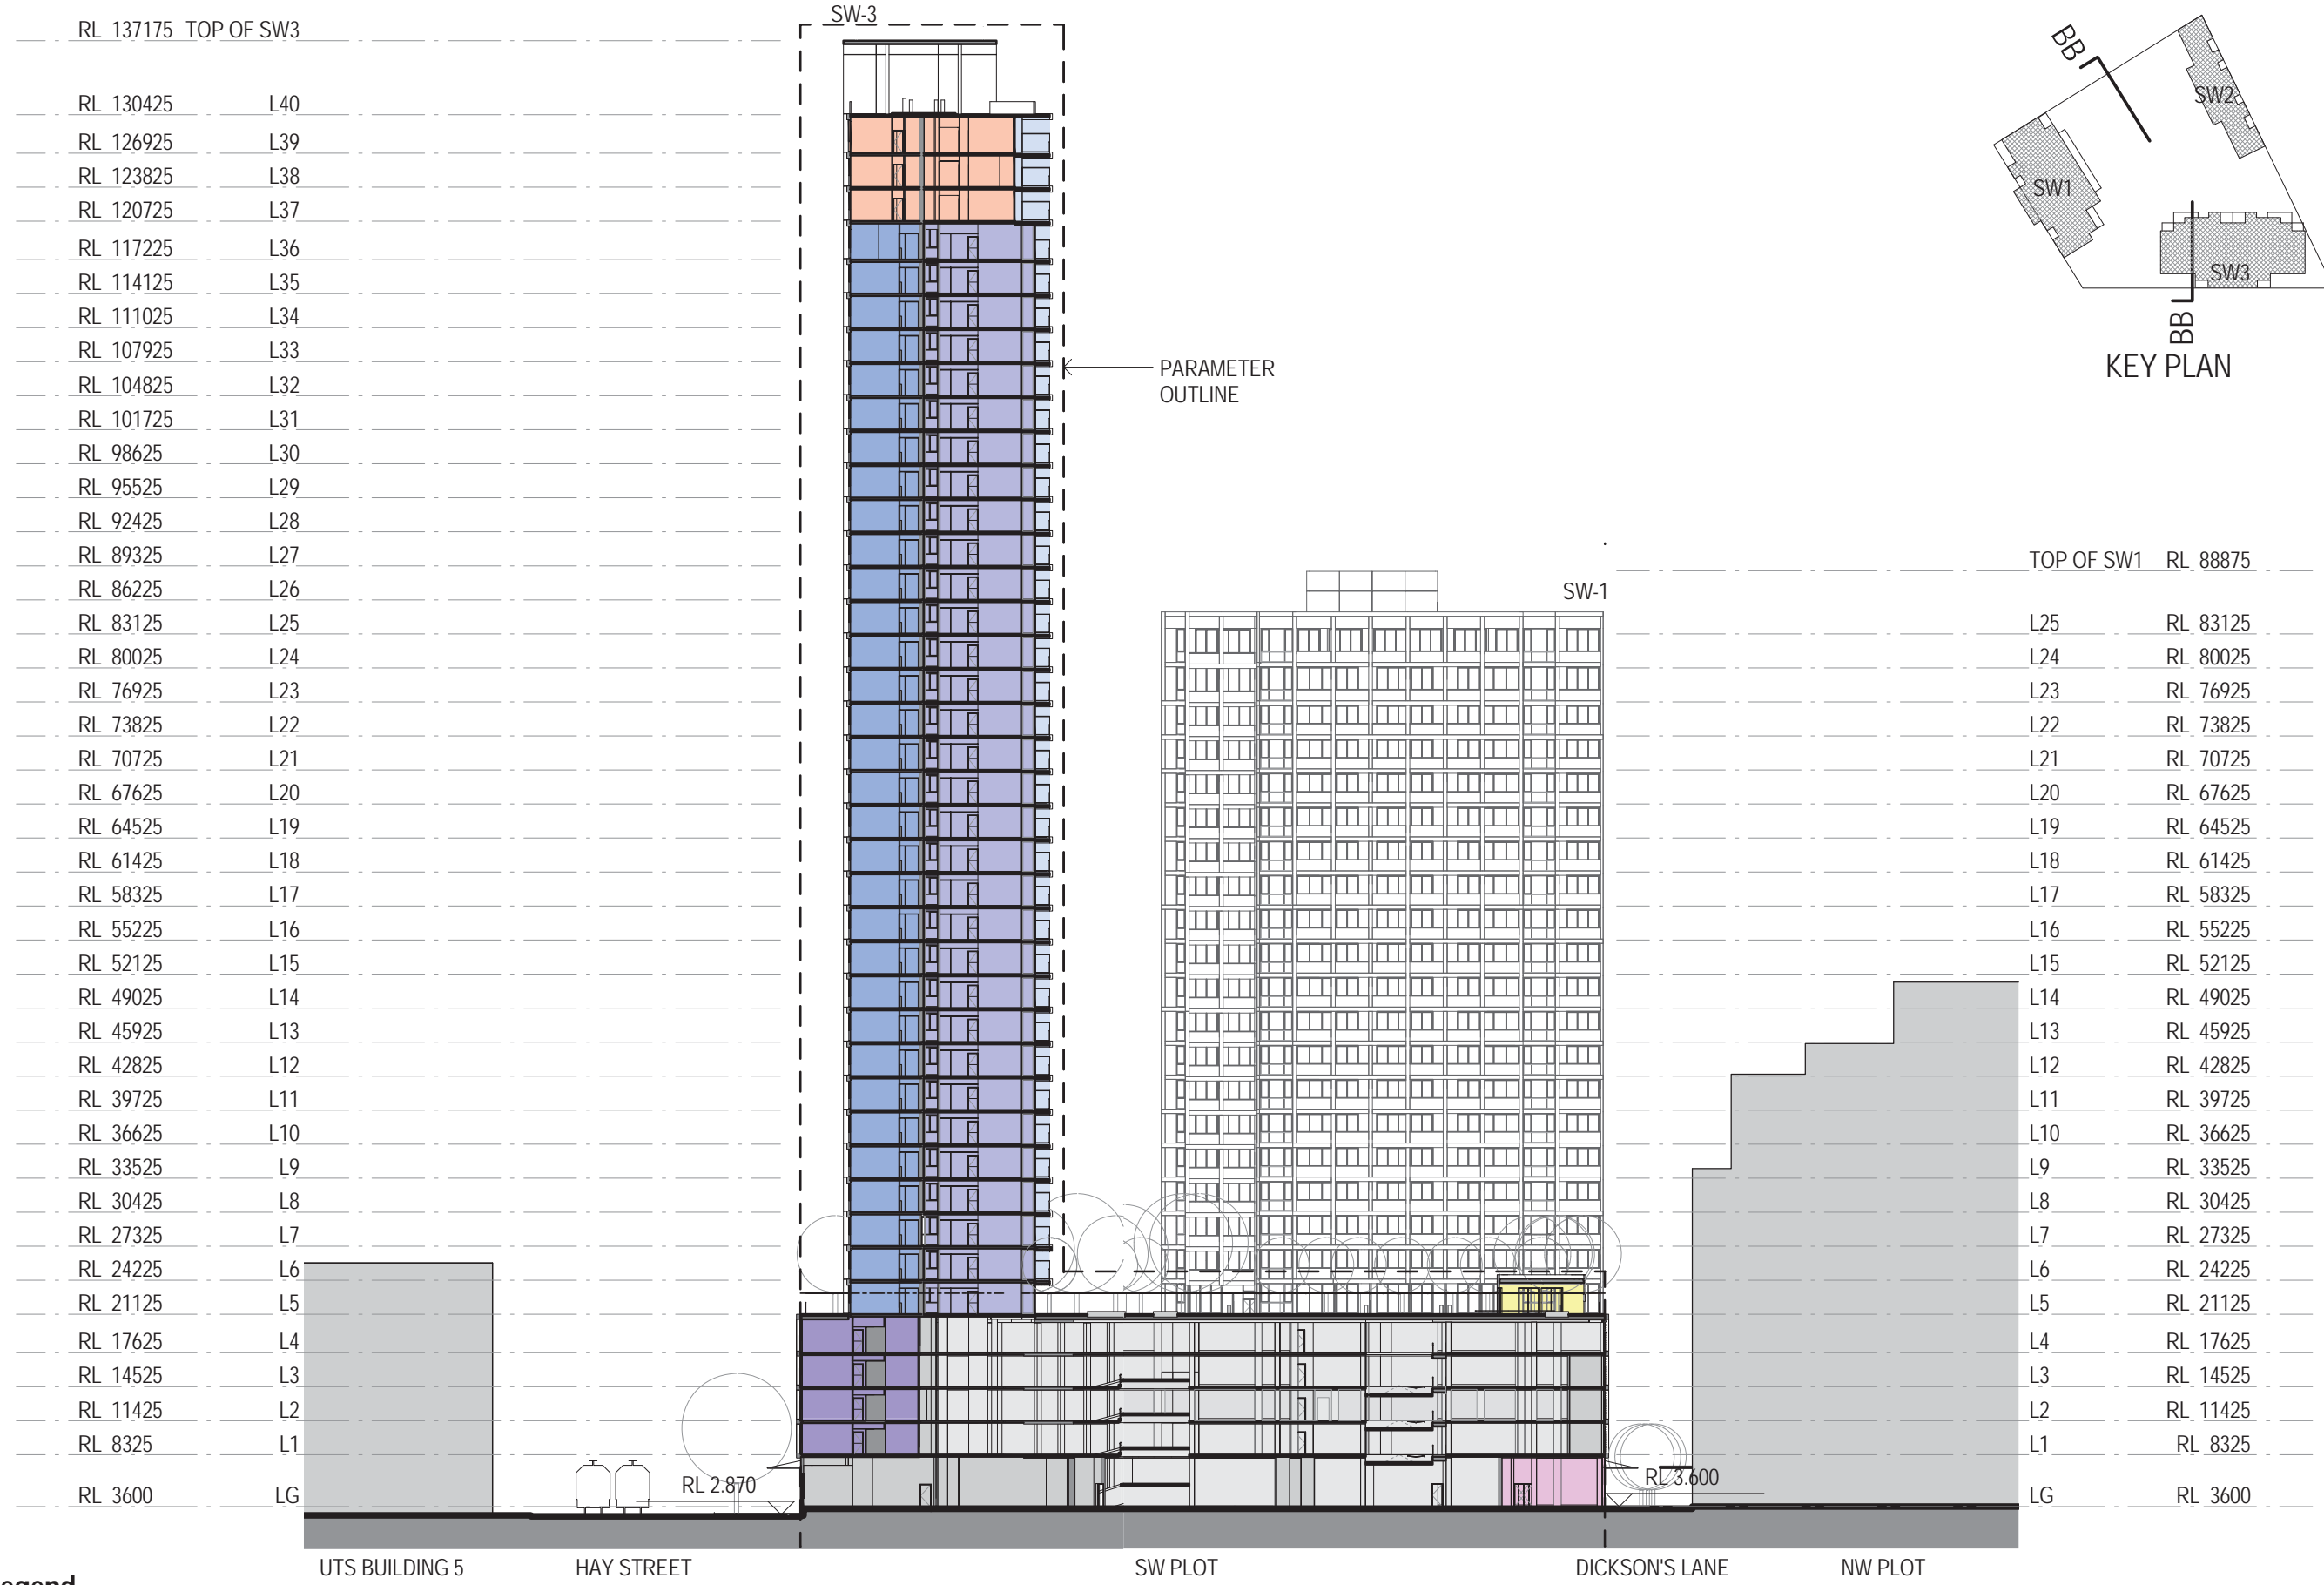 SW-3
RL 137175 TOP OF SW3
RL 130425 L40
RL 126925 L39
RL 123825 L38
RL 120725 L37
RL 117225 L36
RL 114125 L35
RL 111025 L34
RL 107925 L33
RL 104825 L32
RL 101725 L31
RL 98625 L30
RL 95525 L29
RL 92425 L28
RL 89325 L27
RL 86225 L26
RL 83125 L25
RL 80025 L24
RL 76925 L23
RL 73825 L22
RL 70725 L21
RL 67625 L20
RL 64525 L19
RL 61425 L18
RL 58325 L17
RL 55225 L16
RL 52125 L15
RL 49025 L14
RL 45925 L13
RL 42825 L12
RL 39725 L11
RL 36625 L10
RL 33525 L9
RL 30425 L8
RL 27325 L7
RL 24225 L6
RL 21125 L5
RL 17625 L4
RL 14525 L3
RL 11425 L2
RL 8325 L1
RL 3600 LG
PARAMETER
OUTLINE
BB
SW2
SW1
SW3
BB
KEY PLAN
SW-1
TOP OF SW1 RL 88875
L25 RL 83125
L24 RL 80025
L23 RL 76925
L22 RL 73825
L21 RL 70725
L20 RL 67625
L19 RL 64525
L18 RL 61425
L17 RL 58325
L16 RL 55225
L15 RL 52125
L14 RL 49025
L13 RL 45925
L12 RL 42825
L11 RL 39725
L10 RL 36625
L9 RL 33525
L8 RL 30425
L7 RL 27325
L6 RL 24225
L5 RL 21125
L4 RL 17625
L3 RL 14525
L2 RL 11425
L1 RL 8325
LG RL 3600
RL 2.870
RL 3.600
UTS BUILDING 5
HAY STREET
SW PLOT
DICKSON'S LANE
NW PLOT